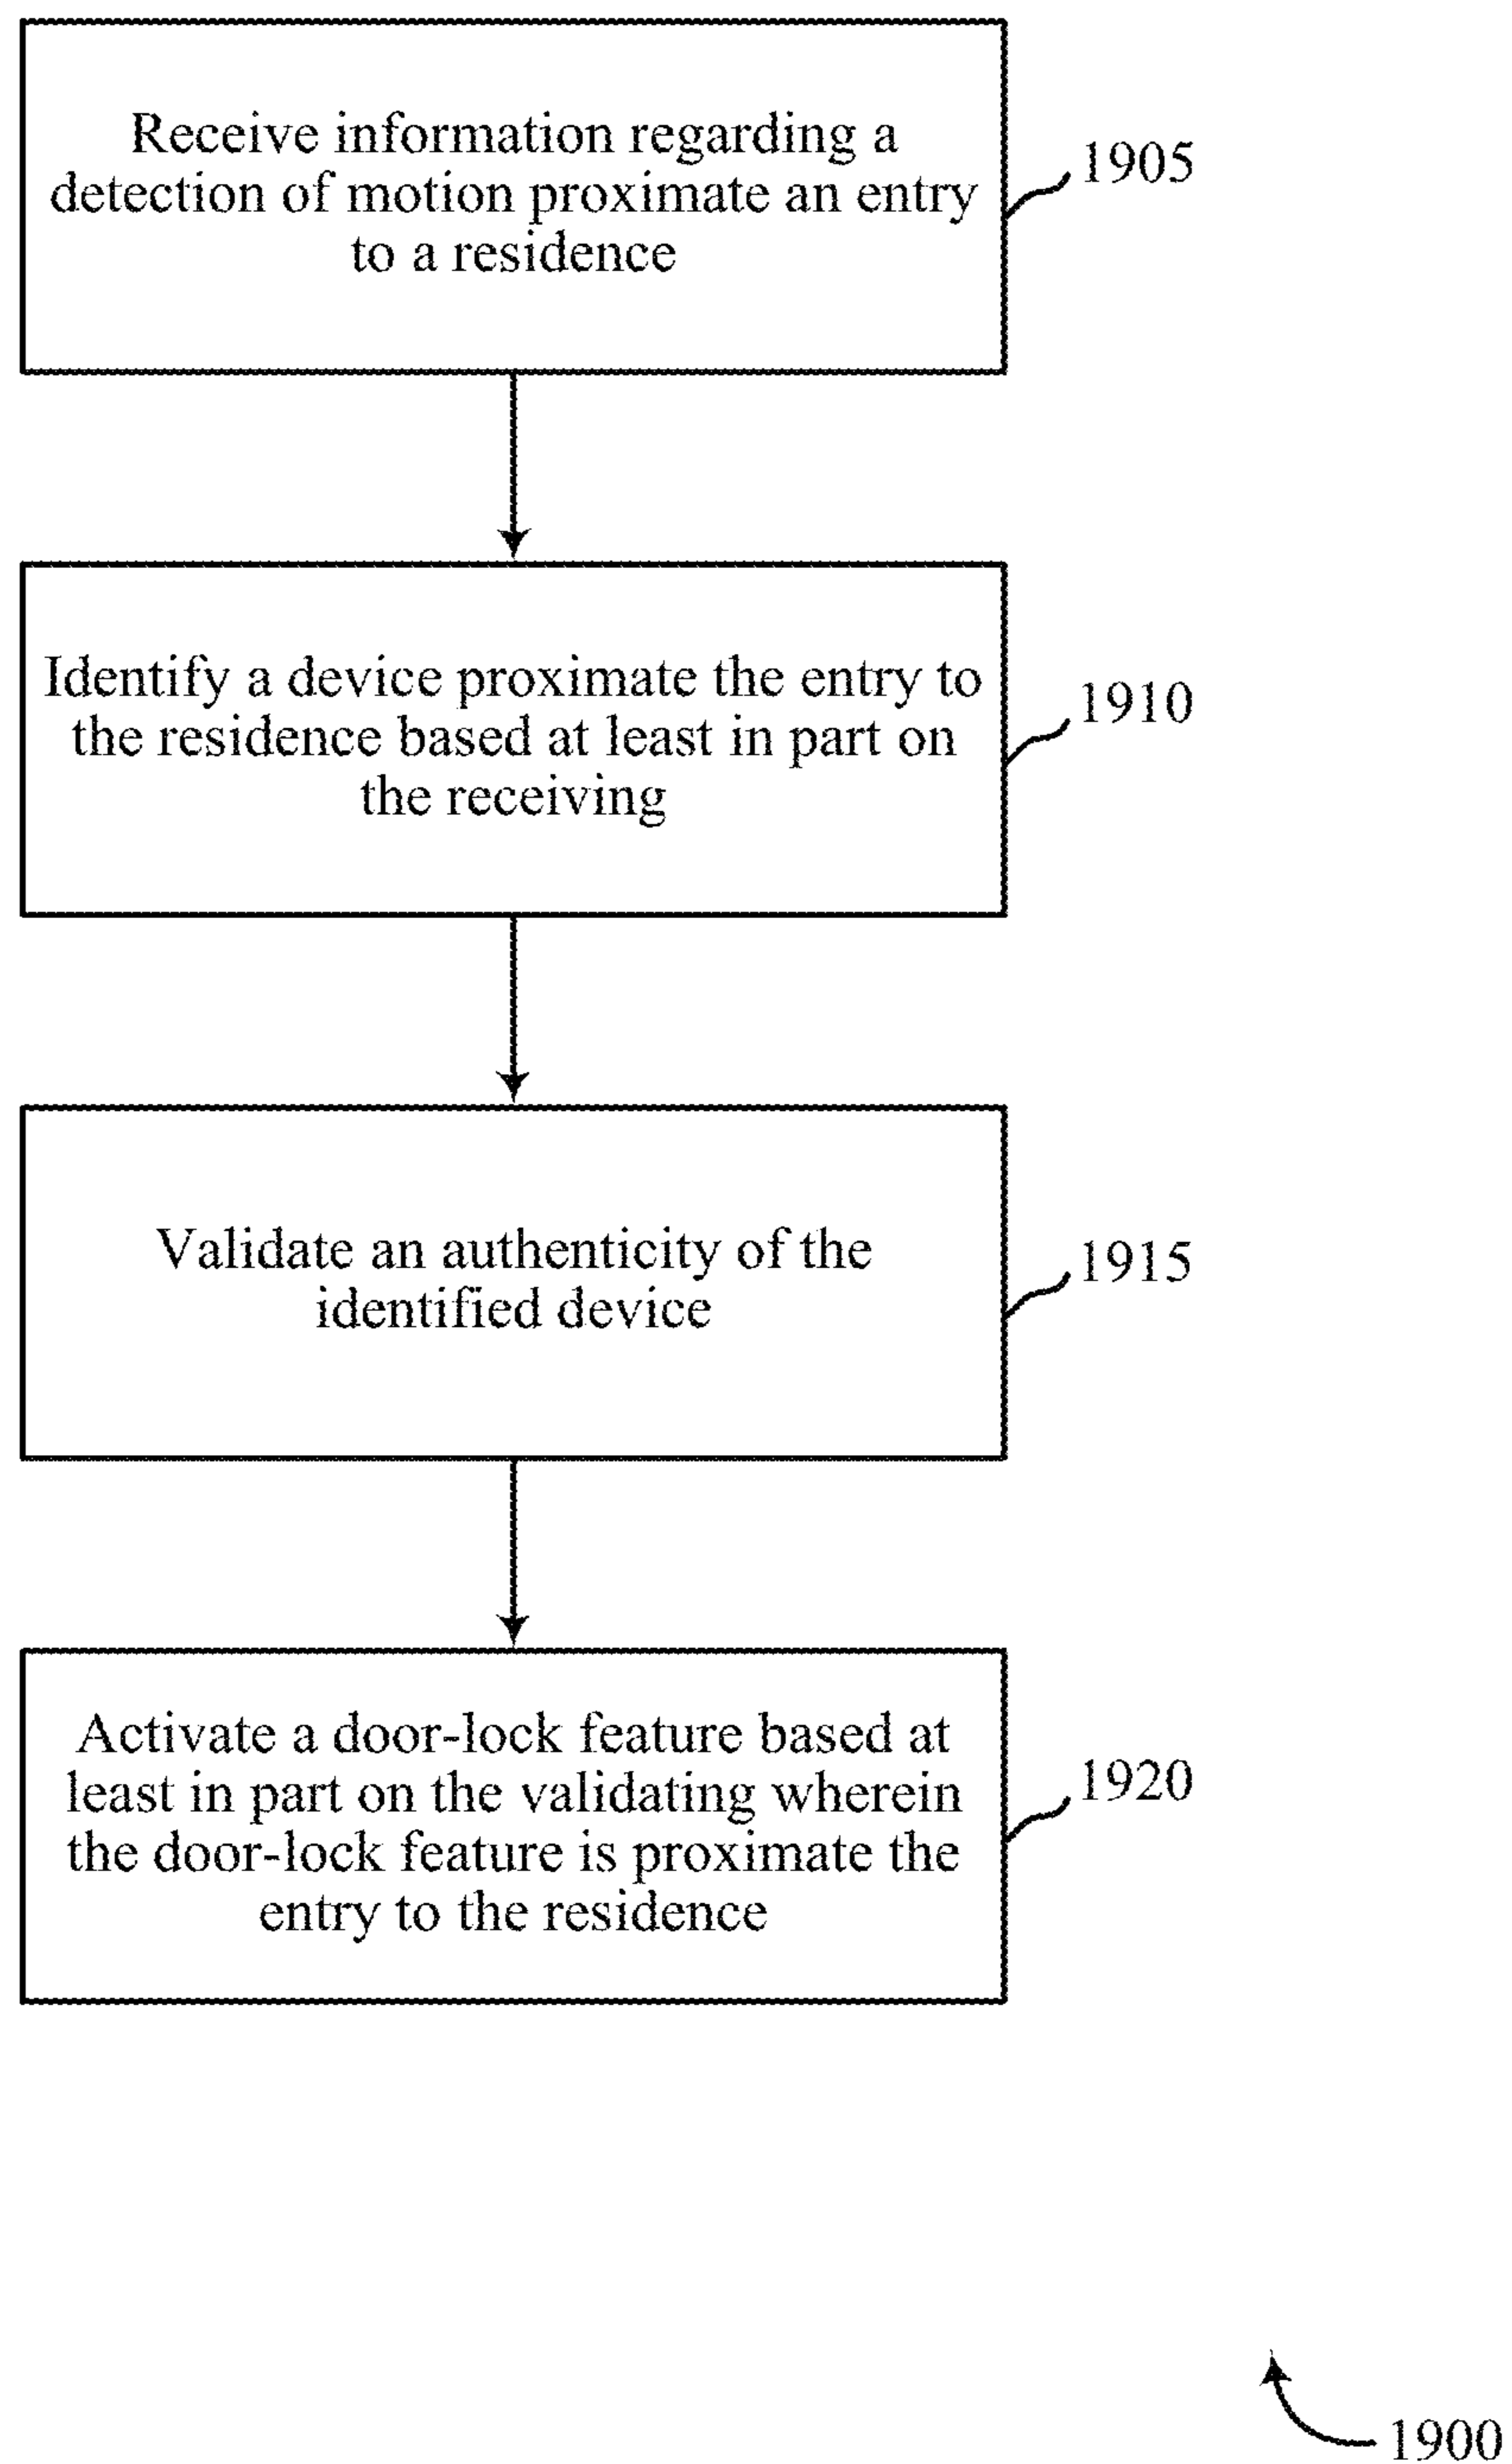 Receive information regarding a
detection of motion proximate an entry
to a residence
1905
Identify a device proximate the entry to
the residence based at least in part on
the receiving
1910
Validate an authenticity of the
identified device
1915
Activate a door-lock feature based at
least in part on the validating wherein
the door-lock feature is proximate the
entry to the residence
1920
1900